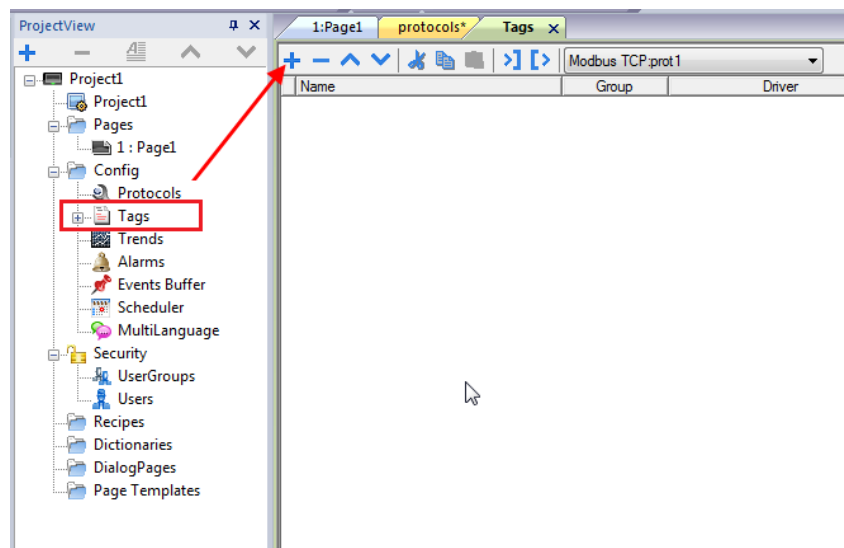 ProjectView
1:Page1 protocols* Tags
Modbus TCP:prot1
Name Group Driver
Project1
Project1
Pages
1 : Page1
Config
Protocols
Tags
Trends
Alarms
Events Buffer
Scheduler
MultiLanguage
Security
UserGroups
Users
Recipes
Dictionaries
DialogPages
Page Templates